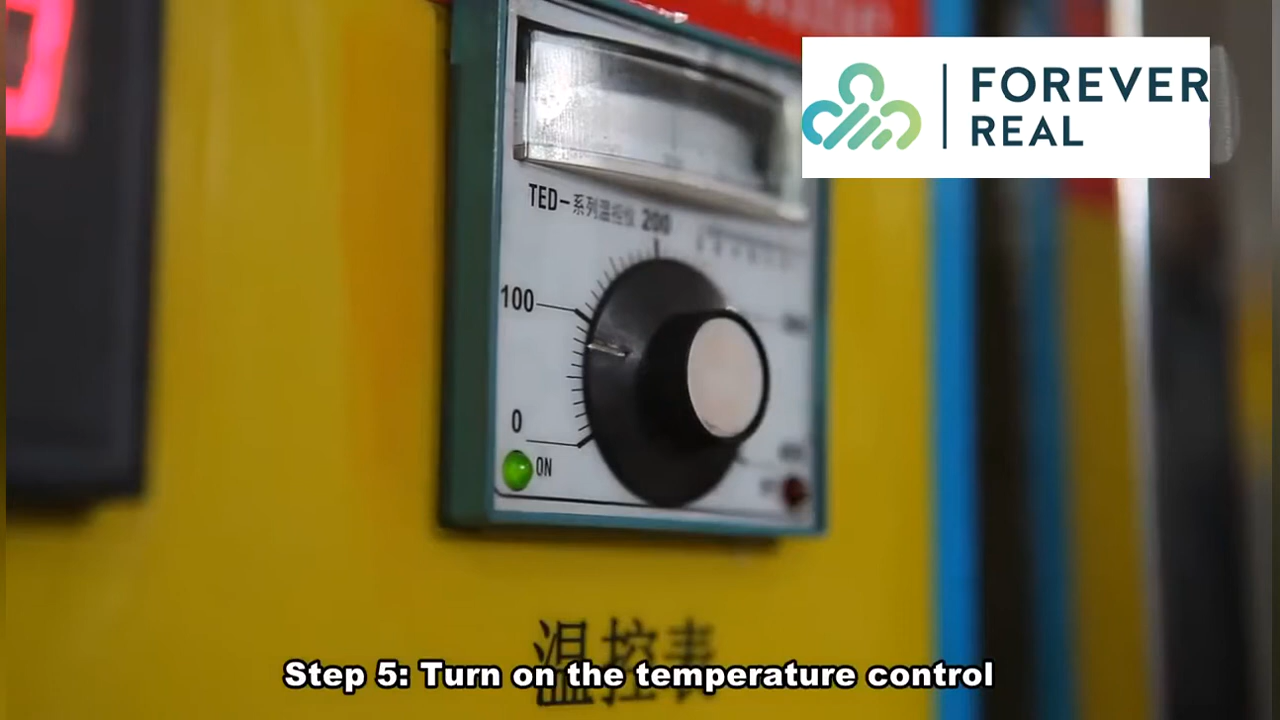 FOREVER
REAL
TED-系列温控仪 200
100
0
ON
温控表
Step 5: Turn on the temperature control